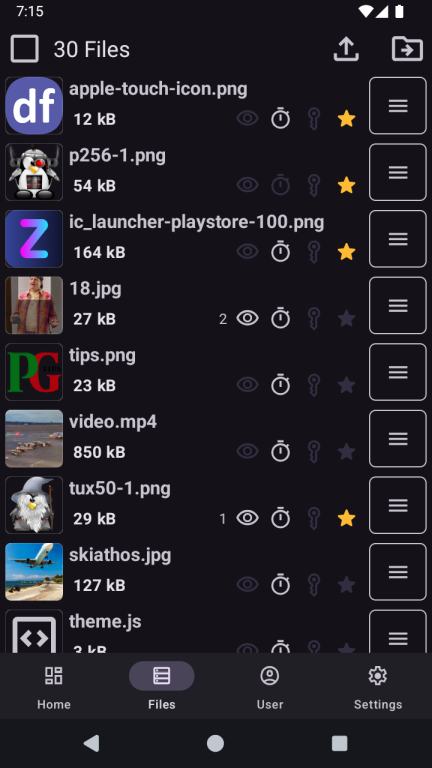 7:15
30 Files
df
apple-touch-icon.png
12 kB
p256-1.png
54 kB
Z
ic_launcher-playstore-100.png
164 kB
18.jpg
27 kB
2
PG
tips.png
23 kB
video.mp4
850 kB
tux50-1.png
29 kB
1
skiathos.jpg
127 kB
theme.js
3 kB
Home
Files
User
Settings